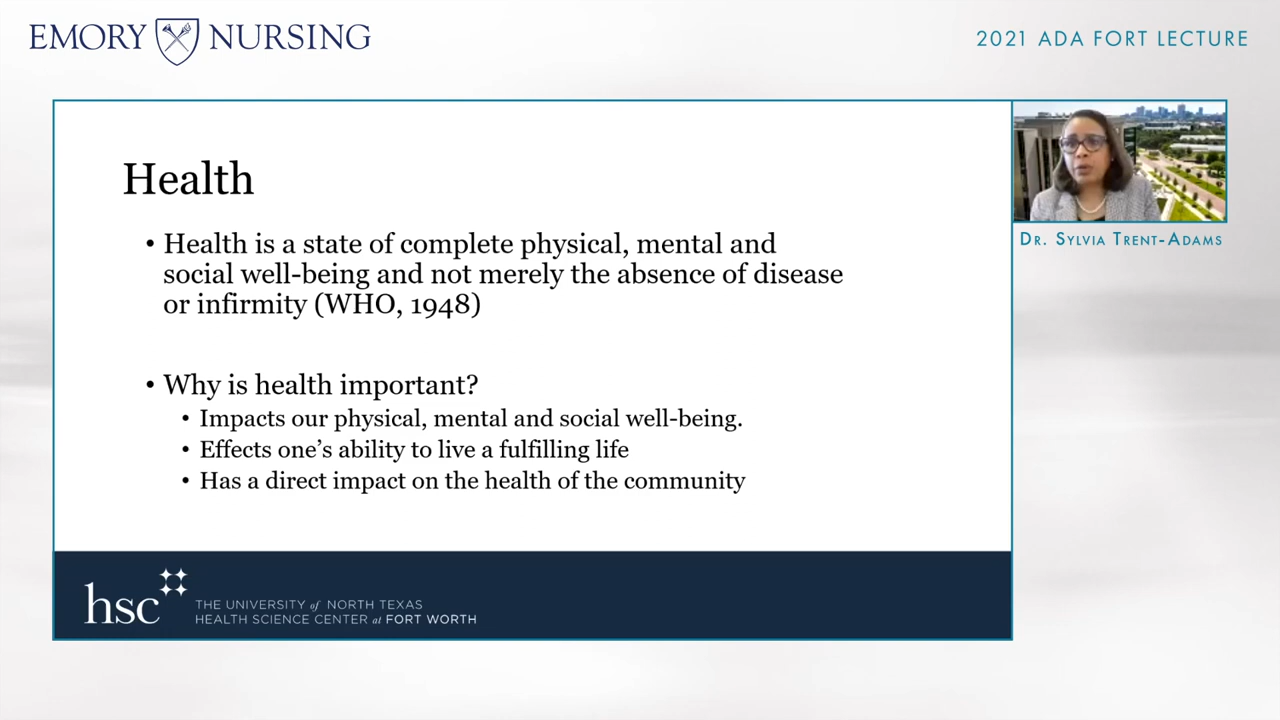 EMORY NURSING
2021 ADA FORT LECTURE
Health
• Health is a state of complete physical, mental and
social well-being and not merely the absence of disease
or infirmity (WHO, 1948)
• Why is health important?
• Impacts our physical, mental and social well-being.
• Effects one’s ability to live a fulfilling life
• Has a direct impact on the health of the community
DR. SYLVIA TRENT-ADAMS
hsc
THE UNIVERSITY of NORTH TEXAS
HEALTH SCIENCE CENTER at FORT WORTH